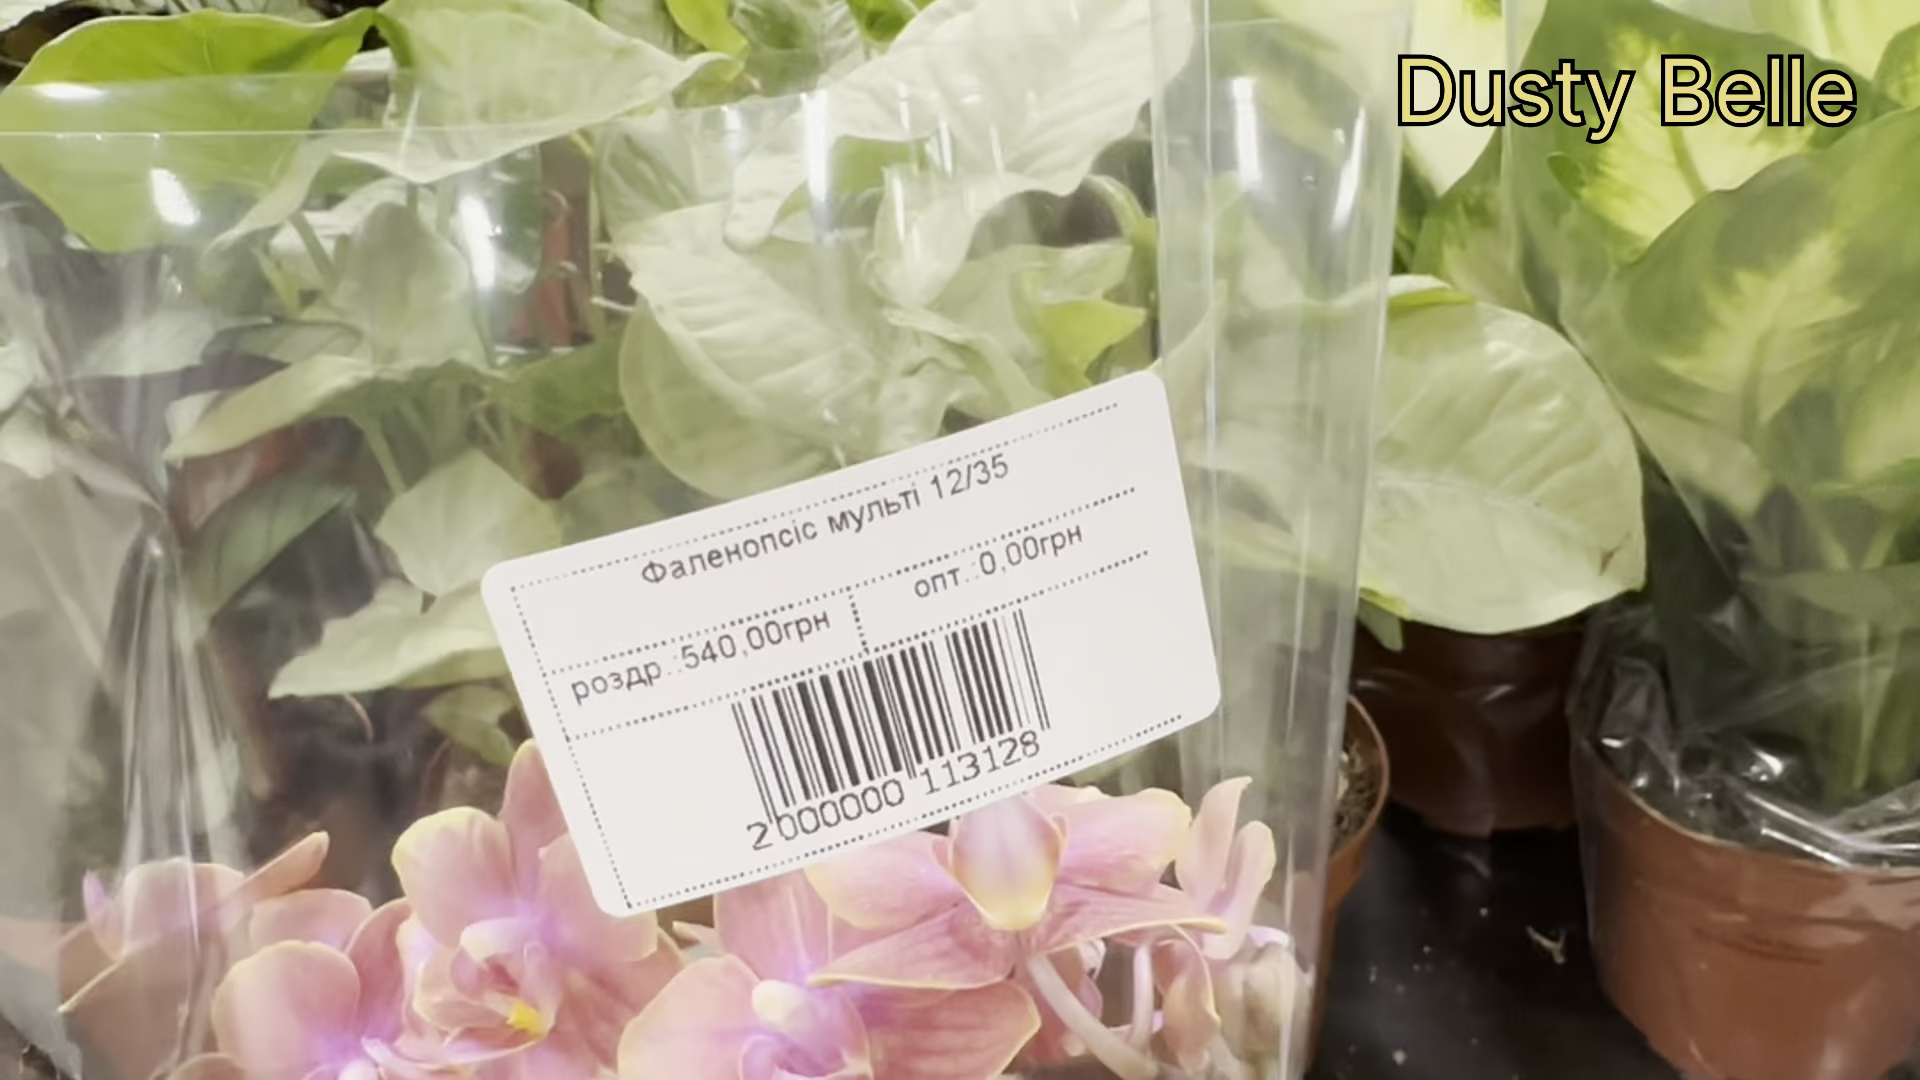 Dusty Belle
Фаленопсіс мульті 12/35
роздр.:540,00грн
опт.:0,00грн
2 000000 113128